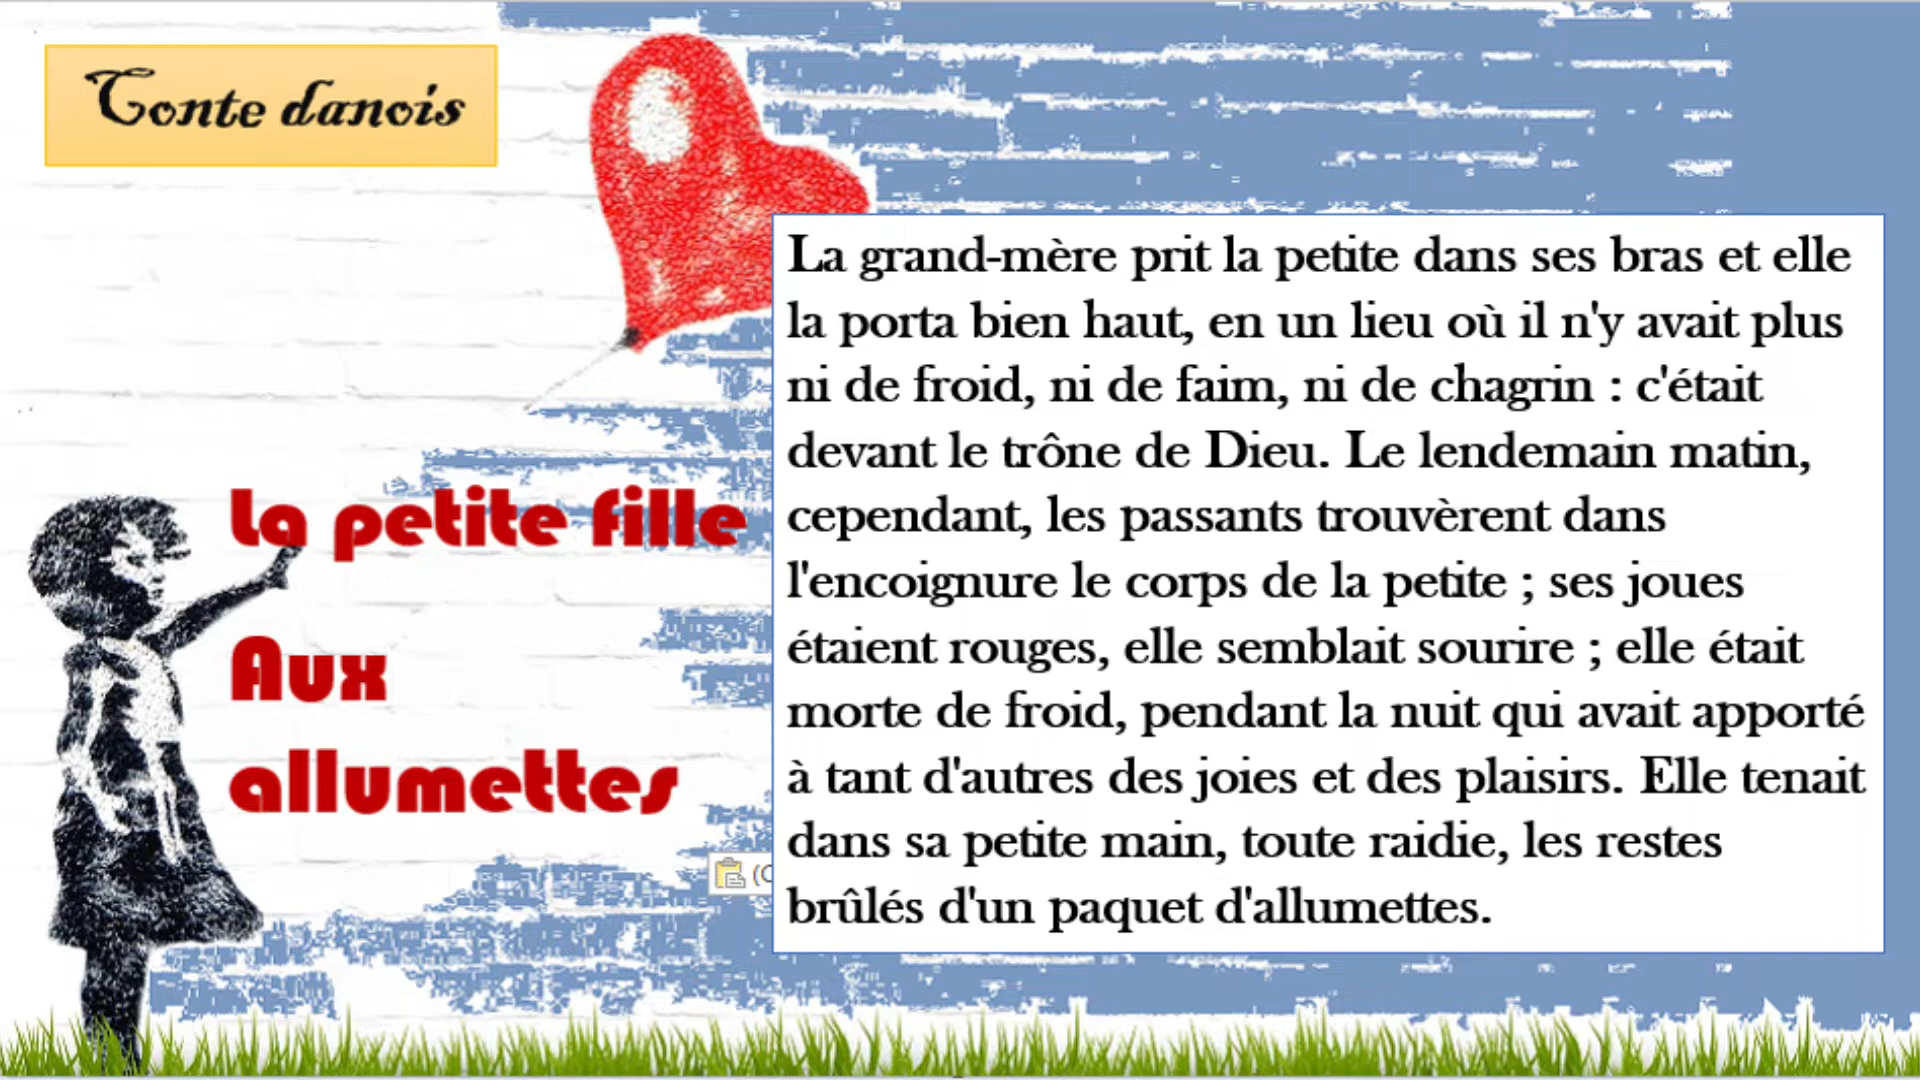 Conte danois
La petite fille
Aux
allumettes
La grand-mère prit la petite dans ses bras et elle
la porta bien haut, en un lieu où il n'y avait plus
ni de froid, ni de faim, ni de chagrin : c'était
devant le trône de Dieu. Le lendemain matin,
cependant, les passants trouvèrent dans
l'encoignure le corps de la petite ; ses joues
étaient rouges, elle semblait sourire ; elle était
morte de froid, pendant la nuit qui avait apporté
à tant d'autres des joies et des plaisirs. Elle tenait
dans sa petite main, toute raidie, les restes
brûlés d'un paquet d'allumettes.